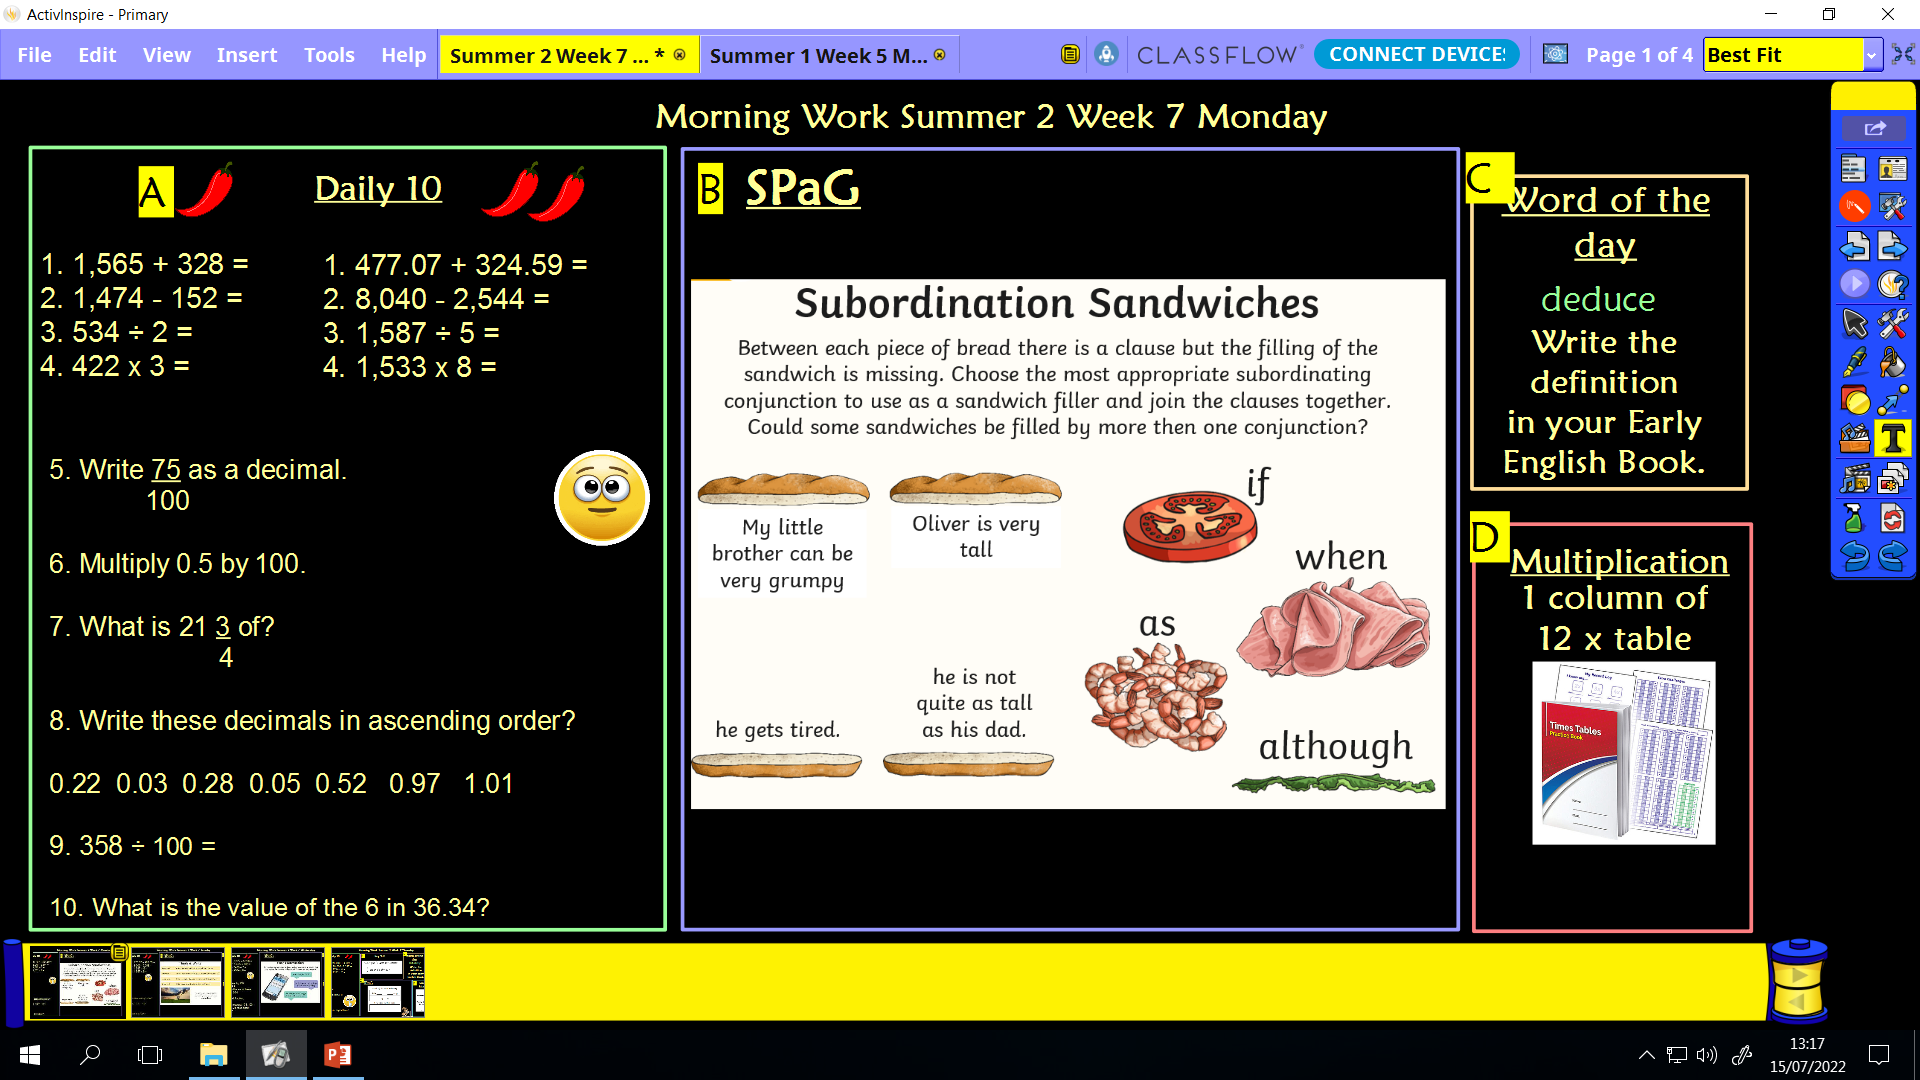 ActivInspire - Primary
File Edit View Insert Tools Help
Summer 2 Week 7 ... *
Summer 1 Week 5 M...
CLASSFLOW
CONNECT DEVICES
Page 1 of 4
Best Fit
Morning Work Summer 2 Week 7 Monday
A
Daily 10
1. 1,565 + 328 =
2. 1,474 - 152 =
3. 534 ÷ 2 =
4. 422 x 3 =
1. 477.07 + 324.59 =
2. 8,040 - 2,544 =
3. 1,587 ÷ 5 =
4. 1,533 x 8 =
5. Write 75 as a decimal.
100
6. Multiply 0.5 by 100.
7. What is 21 3 of?
4
8. Write these decimals in ascending order?
0.22 0.03 0.28 0.05 0.52 0.97 1.01
9. 358 ÷ 100 =
10. What is the value of the 6 in 36.34?
B
SPaG
Subordination Sandwiches
Between each piece of bread there is a clause but the filling of the
sandwich is missing. Choose the most appropriate subordinating
conjunction to use as a sandwich filler and join the clauses together.
Could some sandwiches be filled by more then one conjunction?
My little
brother can be
very grumpy
he gets tired.
Oliver is very
tall
he is not
quite as tall
as his dad.
if
when
as
although
C
Word of the
day
deduce
Write the
definition
in your Early
English Book.
D
Multiplication
1 column of
12 x table
Times Tables
Practice Book
13:17
15/07/2022